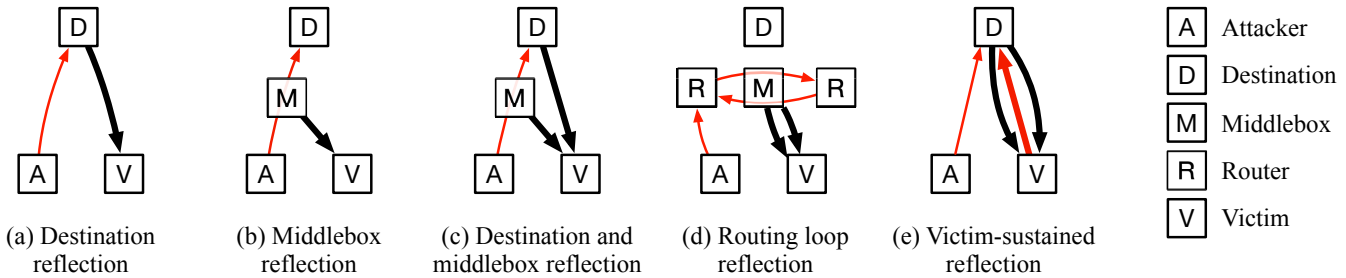 D
M
A
V
(a) Destination
reflection
D
M
A
V
(b) Middlebox
reflection
D
M
A
V
(c) Destination and
middlebox reflection
D
R
M
R
A
V
(d) Routing loop
reflection
D
A
V
(e) Victim-sustained
reflection
A Attacker
D Destination
M Middlebox
R Router
V Victim